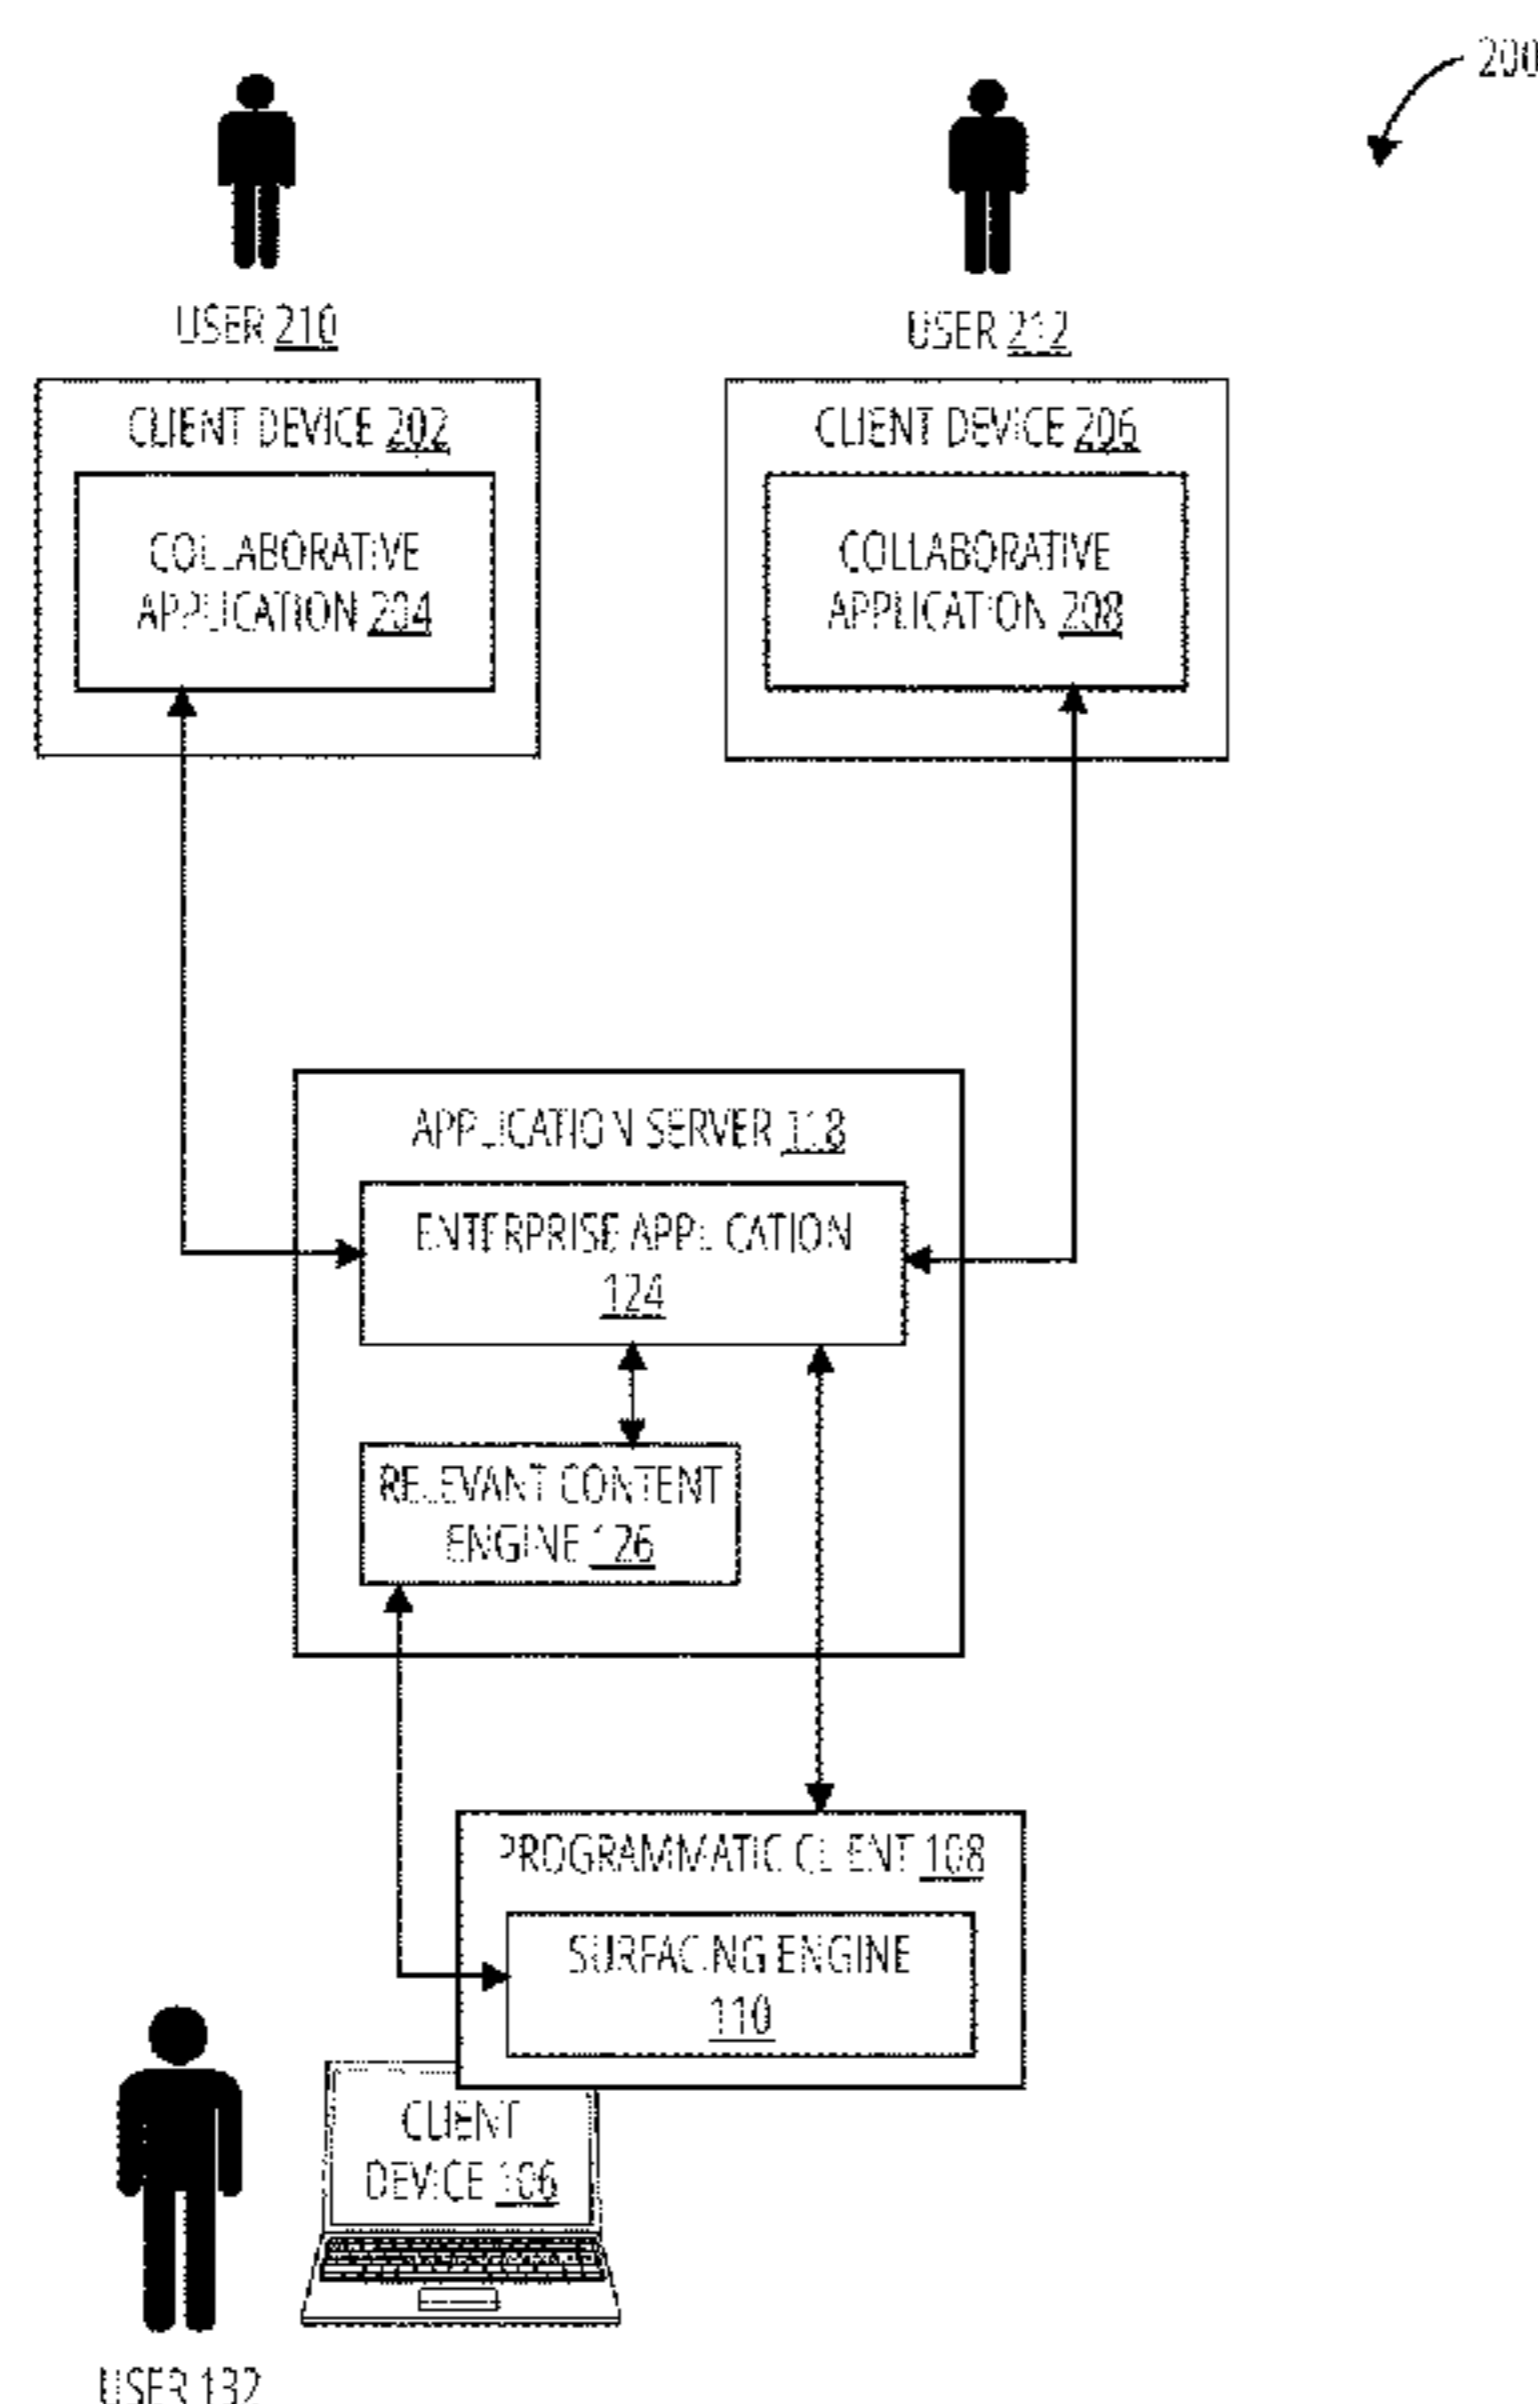 200
USER 210
USER 212
CLIENT DEVICE 202
COLLABORATIVE
APPLICATION 204
CLIENT DEVICE 206
COLLABORATIVE
APPLICATION 208
APPLICATION SERVER 118
ENTERPRISE APPLICATION
124
RELEVANT CONTENT
ENGINE 126
PROGRAMMATIC CLIENT 108
SURFACING ENGINE
110
CLIENT
DEVICE 106
USER 132